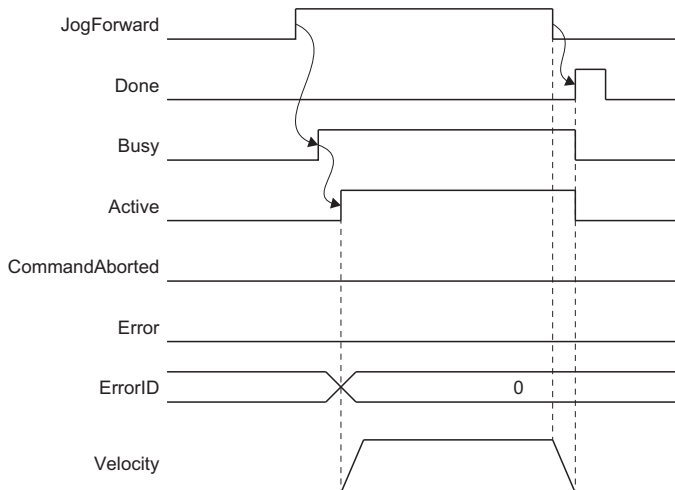 JogForward
Done
Busy
Active
CommandAborted
Error
ErrorID 0
Velocity